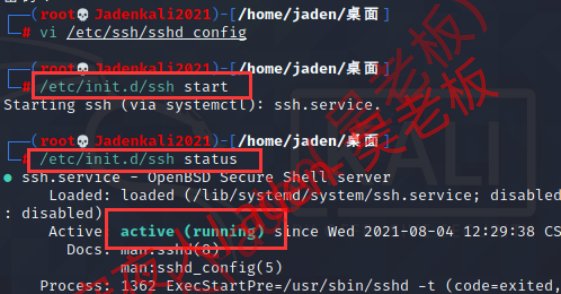 ┌──(root💀Jadenkali2021)-[/home/jaden/桌面]
└─# vi /etc/ssh/sshd_config
┌──(root💀Jadenkali2021)-[/home/jaden/桌面]
└─# /etc/init.d/ssh start
Starting ssh (via systemctl): ssh.service.
┌──(root💀Jadenkali2021)-[/home/jaden/桌面]
└─# /etc/init.d/ssh status
● ssh.service - OpenBSD Secure Shell server
Loaded: loaded (/lib/systemd/system/ssh.service; disabled
: disabled)
Active: active (running) since Wed 2021-08-04 12:29:38 CS
Docs: man:sshd(8)
man:sshd_config(5)
Process: 1362 ExecStartPre=/usr/sbin/sshd -t (code=exited,